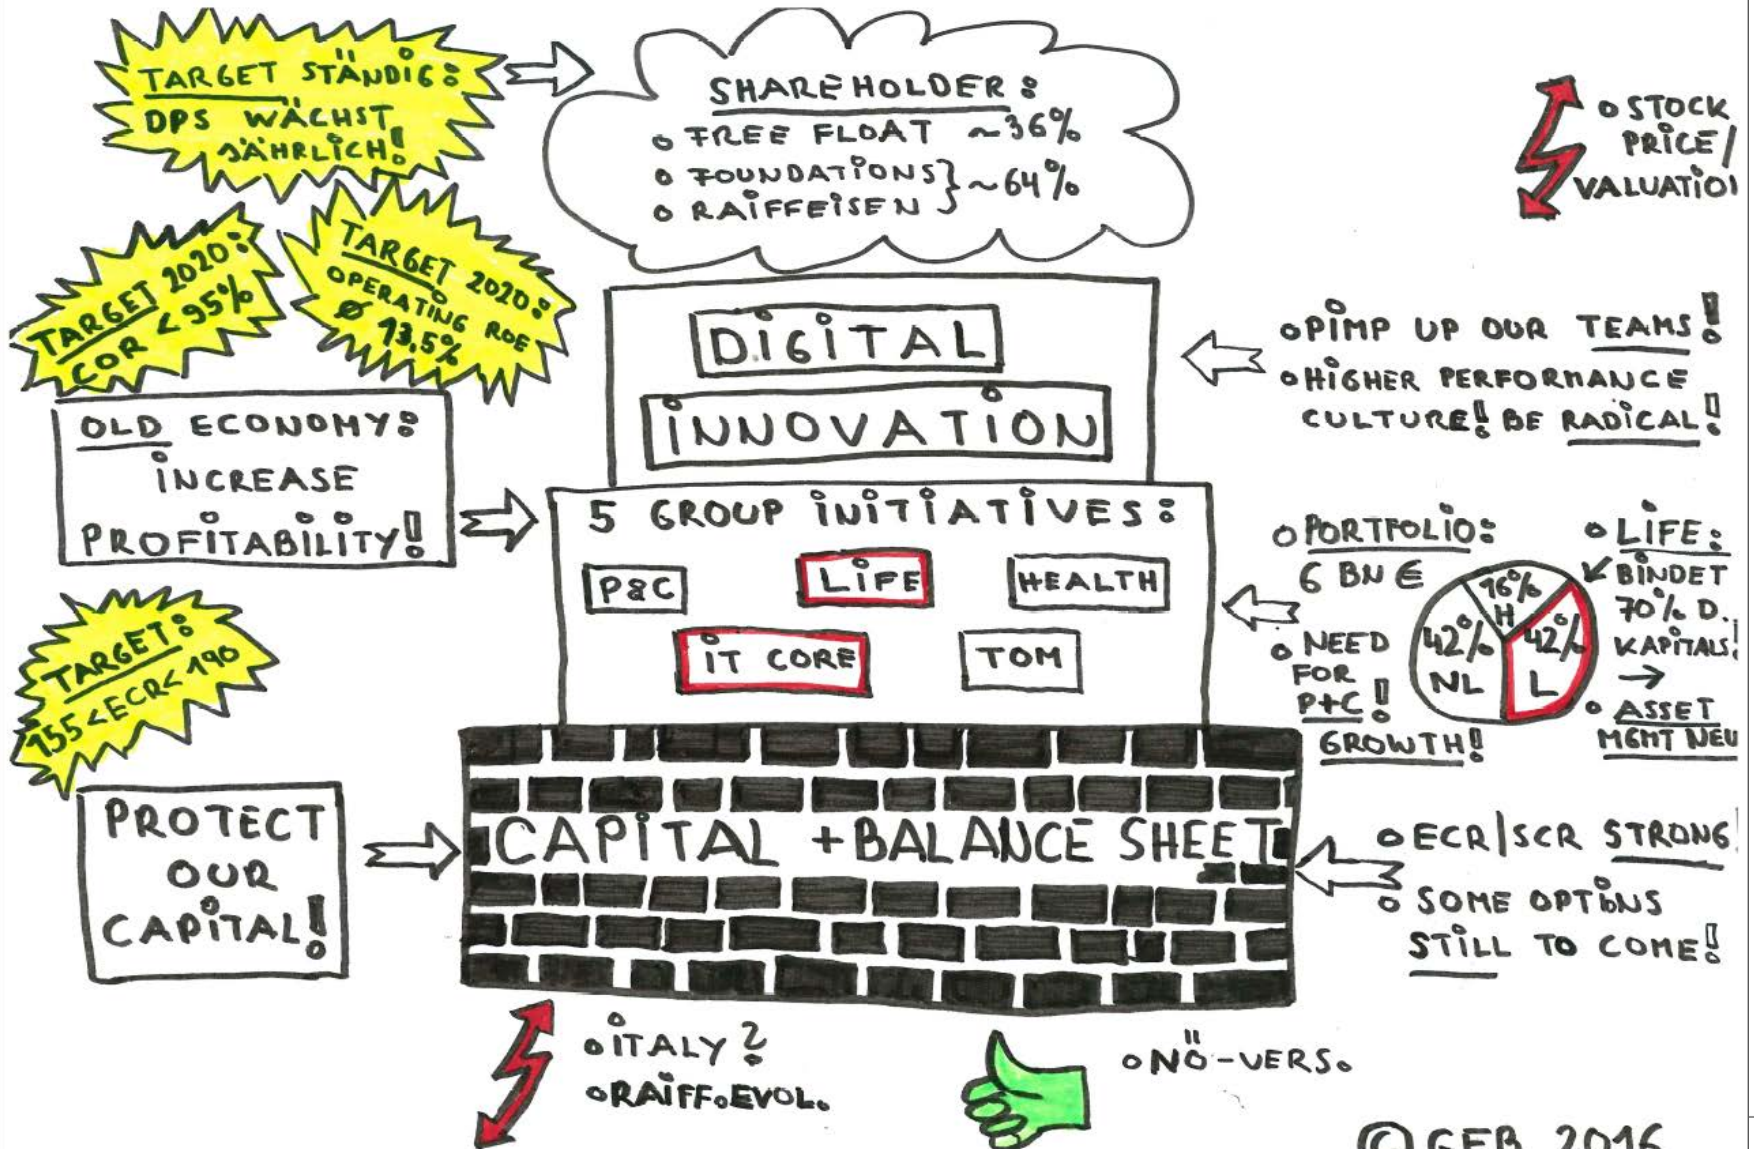 TARGET STÄNDIG:
DPS WÄCHST
JÄHRLICH!
SHAREHOLDER:
o FREE FLOAT ~36%
o FOUNDATIONS } ~64%
o RAIFFEISEN
o STOCK
PRICE/
VALUATION
TARGET 2020:
COR < 95%
TARGET 2020:
OPERATING ROE
Ø 13,5%
DIGITAL
INNOVATION
o PIMP UP OUR TEAMS!
o HIGHER PERFORMANCE
CULTURE! BE RADICAL!
OLD ECONOMY:
INCREASE
PROFITABILITY!
5 GROUP INITIATIVES:
P&C
LIFE
HEALTH
IT CORE
TOM
o PORTFOLIO:
6 BN €
o NEED
FOR
P+C!
GROWTH!
16%
H
42%
NL
42%
L
o LIFE:
BINDET
70% D.
KAPITALS!
o ASSET
MGMT NEU
TARGET:
155 < ECR < 190
PROTECT
OUR
CAPITAL!
CAPITAL + BALANCE SHEET
o ECR/SCR STRONG
o SOME OPTIONS
STILL TO COME!
o ITALY?
o RAIFF.EVOL.
o NÖ-VERS.
© GEB 2016